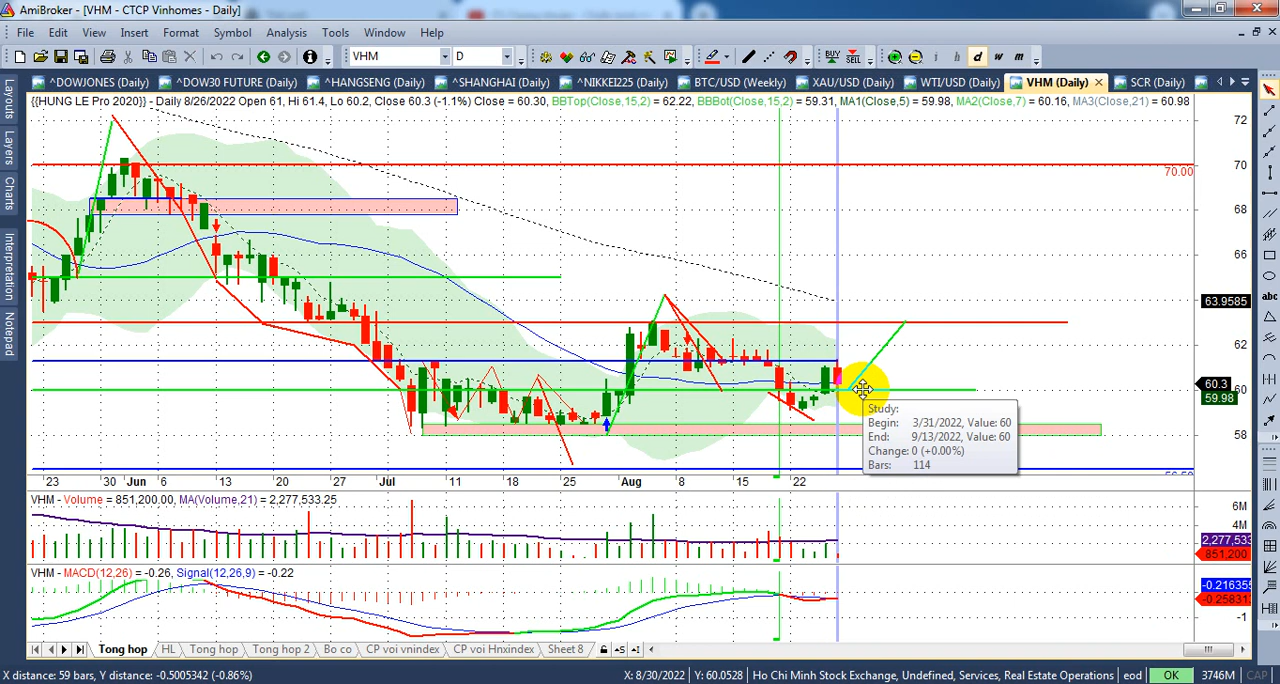 AmiBroker - [VHM - CTCP Vinhomes - Daily]
File Edit View Insert Format Symbol Analysis Tools Window Help
VHM D BUY SELL i h d w m
^DOWJONES (Daily) ^DOW30 FUTURE (Daily) ^HANGSENG (Daily) ^SHANGHAI (Daily) ^NIKKEI225 (Daily) BTC/USD (Weekly) XAU/USD (Daily) WTI/USD (Daily) VHM (Daily) SCR (Daily)
Layouts
Layers
Charts
Interpretation
Notepad
{{HUNG LE Pro 2020}} - Daily 8/26/2022 Open 61, Hi 61.4, Lo 60.2, Close 60.3 (-1.1%) Close = 60.30, BBTop(Close,15,2) = 62.22, BBBot(Close,15,2) = 59.31, MA1(Close,5) = 59.98, MA2(Close,7) = 60.16, MA3(Close,21) = 60.98
72
70
70.00
68
66
64
63.9585
62
60.3
60
59.98
58
abc
Study:
Begin: 3/31/2022, Value: 60
End: 9/13/2022, Value: 60
Change: 0 (+0.00%)
Bars: 114
23 30 Jun 6 13 20 27 Jul 11 18 25 Aug 8 15 22
VHM - Volume = 851,200.00, MA(Volume,21) = 2,277,533.25
6M
4M
2,277,533
851,200
VHM - MACD(12,26) = -0.26, Signal(12,26,9) = -0.22
-0.216355
-0.258313
-1
Tong hop HL Tong hop Tong hop 2 Bo co CP voi vnindex CP voi Hnxindex Sheet 8
X distance: 59 bars, Y distance: -0.5005342 (-0.86%) X: 8/30/2022 Y: 60.0528 Ho Chi Minh Stock Exchange, Undefined, Services, Real Estate Operations eod OK 3746M CAP